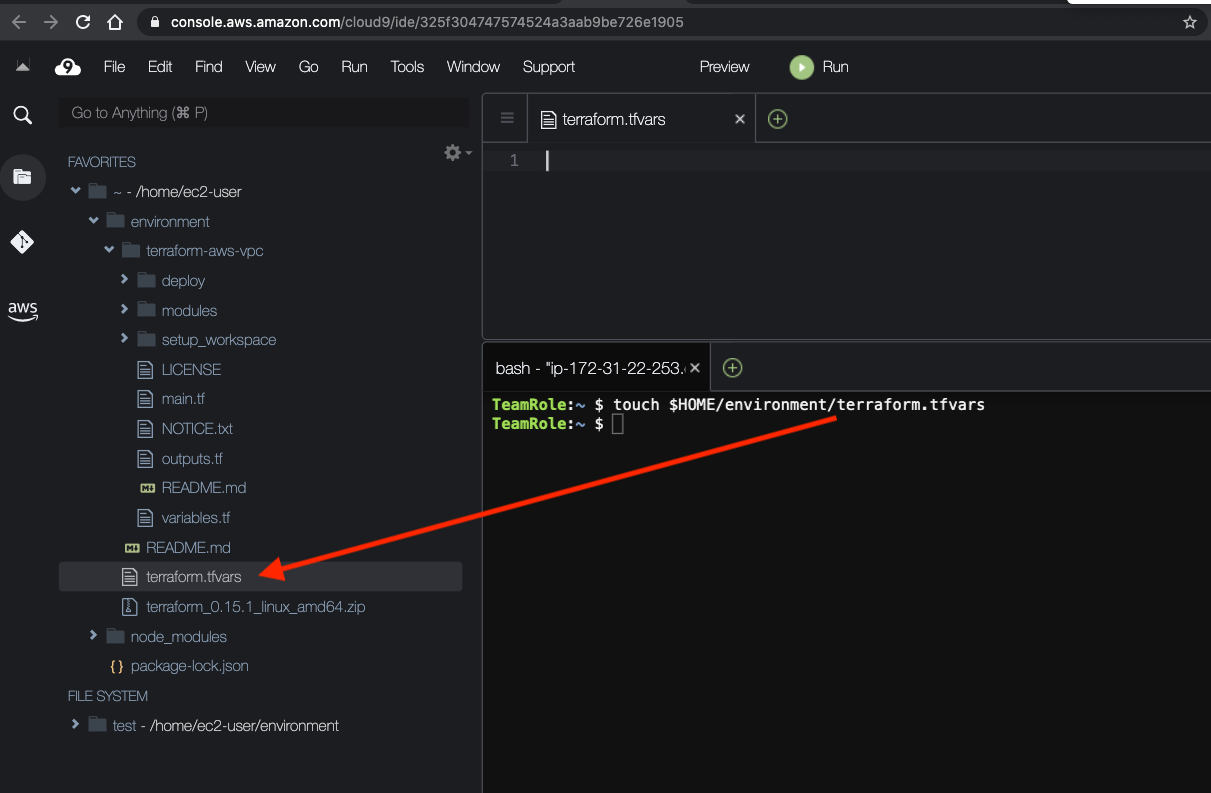 console.aws.amazon.com/cloud9/ide/325f304747574524a3aab9be726e1905
9 File Edit Find View Go Run Tools Window Support Preview Run
Go to Anything (⌘ P)
terraform.tfvars
FAVORITES
1
~ - /home/ec2-user
environment
terraform-aws-vpc
deploy
modules
setup_workspace
aws
LICENSE
main.tf
NOTICE.txt
outputs.tf
README.md
variables.tf
README.md
terraform.tfvars
terraform_0.15.1_linux_amd64.zip
node_modules
{} package-lock.json
FILE SYSTEM
test - /home/ec2-user/environment
bash - "ip-172-31-22-253.
TeamRole:~ $ touch $HOME/environment/terraform.tfvars
TeamRole:~ $